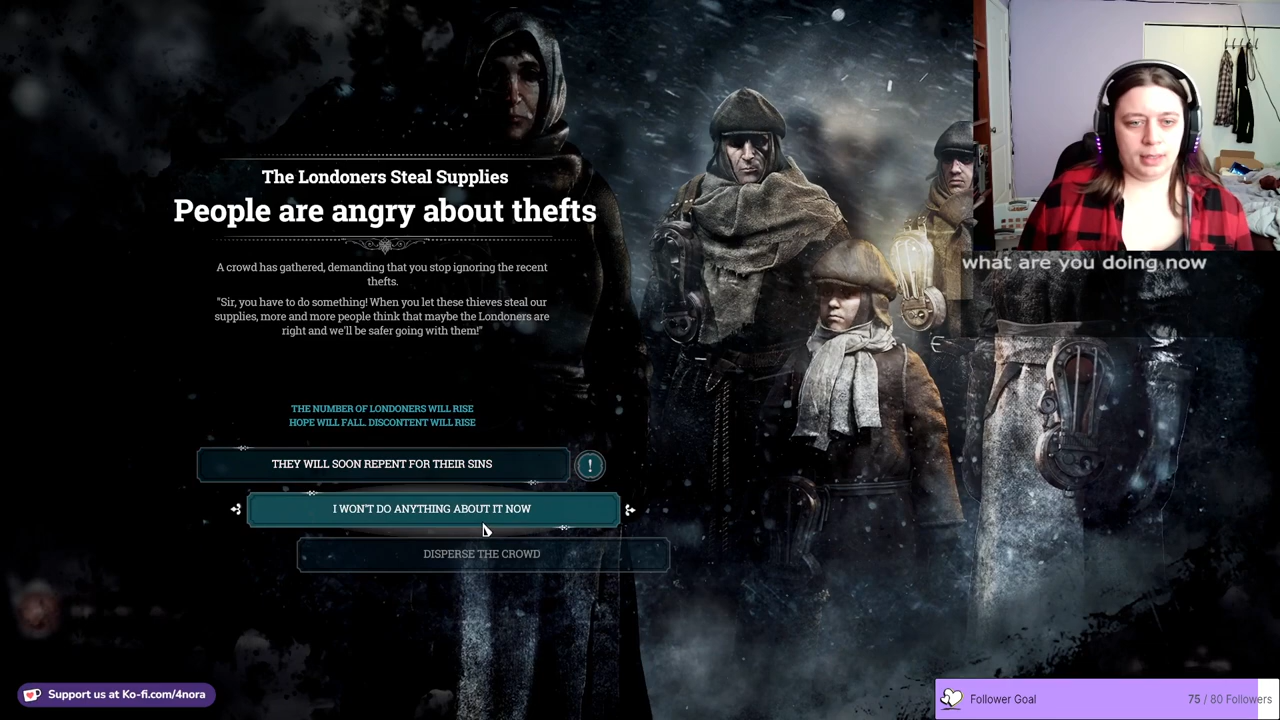 The Londoners Steal Supplies
People are angry about thefts
A crowd has gathered, demanding that you stop ignoring the recent
thefts.
"Sir, you have to do something! When you let these thieves steal our
supplies, more and more people think that maybe the Londoners are
right and we'll be safer going with them!"
THE NUMBER OF LONDONERS WILL RISE
HOPE WILL FALL. DISCONTENT WILL RISE
THEY WILL SOON REPENT FOR THEIR SINS
!
I WON'T DO ANYTHING ABOUT IT NOW
DISPERSE THE CROWD
what are you doing now
Support us at Ko-fi.com/4nora
Follower Goal
75 / 80 Followers